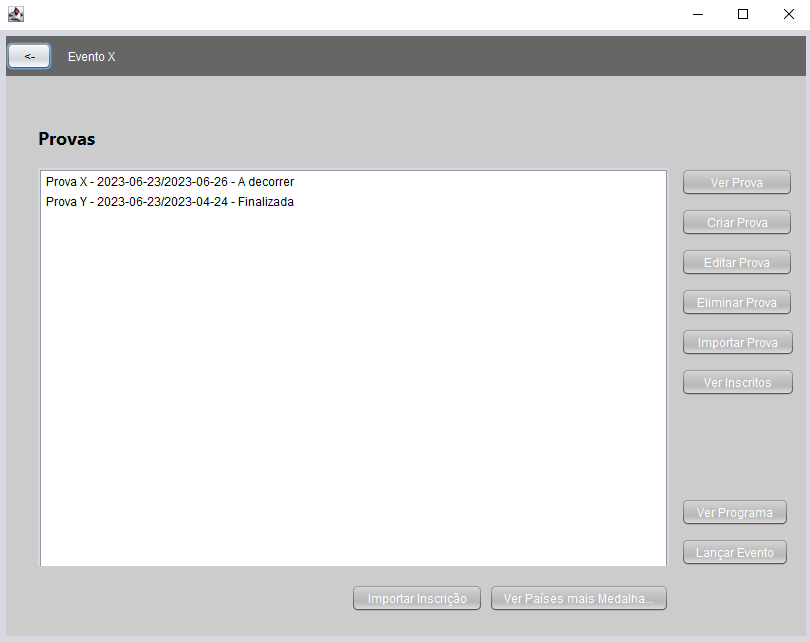 <-
Evento X
Provas
Prova X - 2023-06-23/2023-06-26 - A decorrer
Prova Y - 2023-06-23/2023-04-24 - Finalizada
Ver Prova
Criar Prova
Editar Prova
Eliminar Prova
Importar Prova
Ver Inscritos
Ver Programa
Lançar Evento
Importar Inscrição
Ver Países mais Medalha...